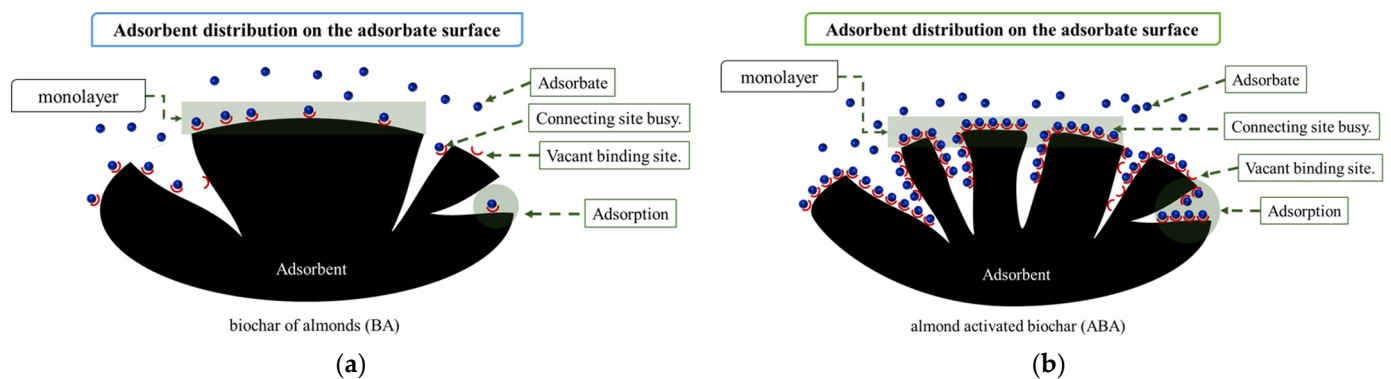 Adsorbent distribution on the adsorbate surface
monolayer
Adsorbate
Connecting site busy.
Vacant binding site.
Adsorption
Adsorbent
biochar of almonds (BA)
(a)
Adsorbent distribution on the adsorbate surface
monolayer
Adsorbate
Connecting site busy.
Vacant binding site.
Adsorption
Adsorbent
almond activated biochar (ABA)
(b)